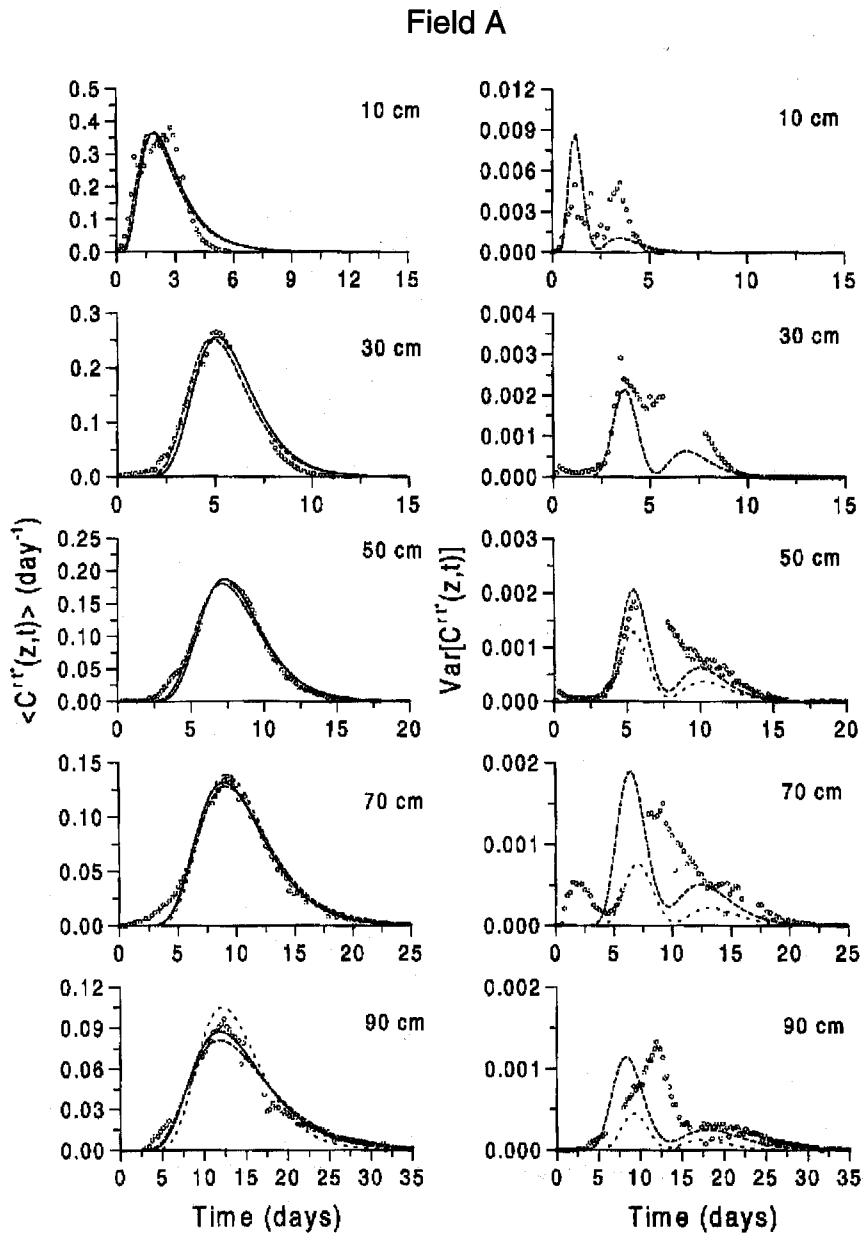 Field A
0.5
0.4
0.3
0.2
0.1
0.0
10 cm
0 3 6 9 12 15
0.012
0.009
0.006
0.003
0.000
10 cm
0 5 10 15
0.3
0.2
0.1
0.0
30 cm
0 5 10 15
0.004
0.003
0.002
0.001
0.000
30 cm
0 5 10 15
<C^rt*(z,t)> (day⁻¹)
0.25
0.20
0.15
0.10
0.05
0.00
50 cm
0 5 10 15 20
Var[C^rt*(z,t)]
0.003
0.002
0.001
0.000
50 cm
0 5 10 15 20
0.15
0.10
0.05
0.00
70 cm
0 5 10 15 20 25
0.002
0.001
0.000
70 cm
0 5 10 15 20 25
0.12
0.09
0.06
0.03
0.00
90 cm
0 5 10 15 20 25 30 35
Time (days)
0.002
0.001
0.000
90 cm
0 5 10 15 20 25 30 35
Time (days)